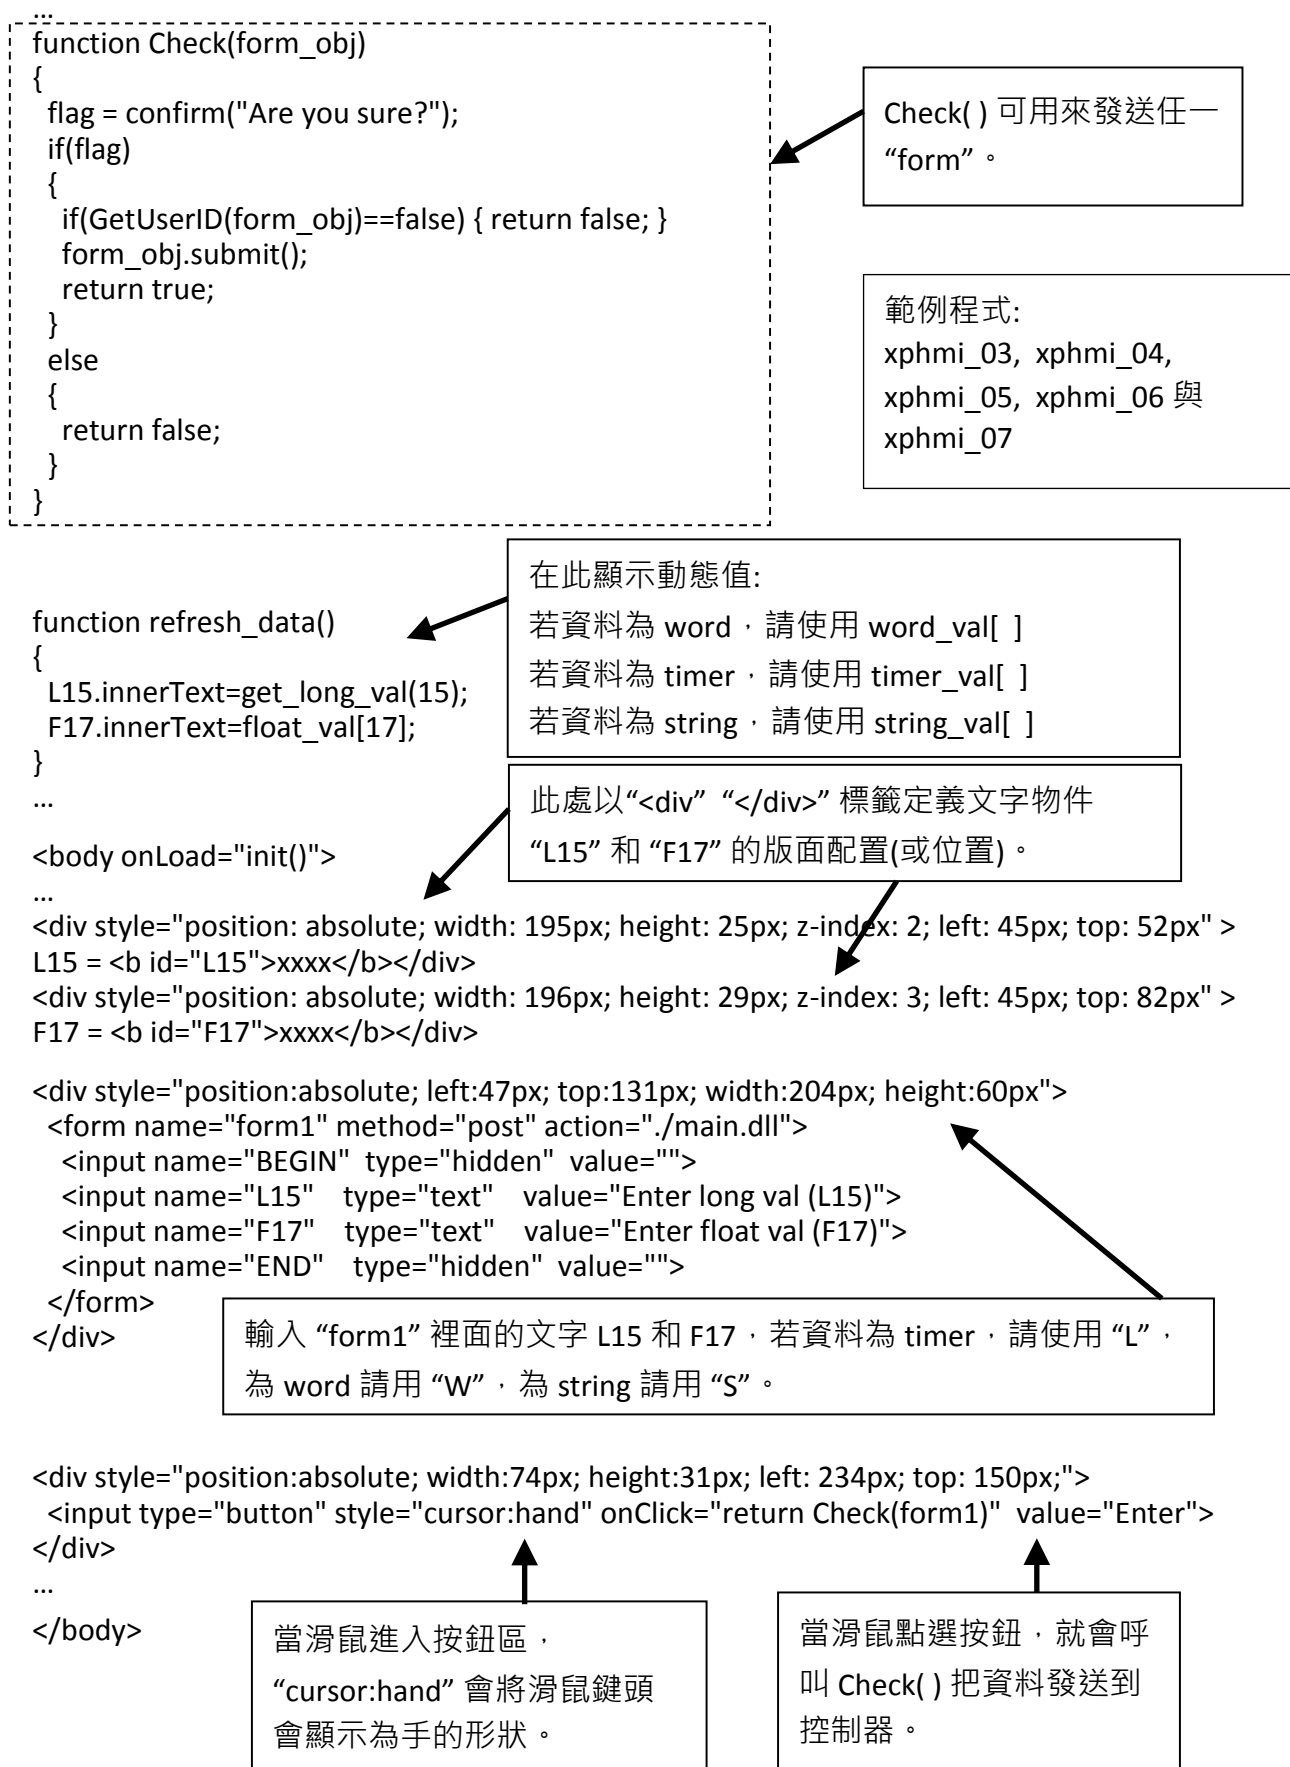 ...
function Check(form_obj)
{
flag = confirm("Are you sure?");
if(flag)
{
if(GetUserID(form_obj)==false) { return false; }
form_obj.submit();
return true;
}
else
{
return false;
}
}
Check( ) 可用來發送任一
“form”。
範例程式:
xphmi_03, xphmi_04,
xphmi_05, xphmi_06 與
xphmi_07
function refresh_data()
{
L15.innerText=get_long_val(15);
F17.innerText=float_val[17];
}
...
在此顯示動態值:
若資料為 word，請使用 word_val[ ]
若資料為 timer，請使用 timer_val[ ]
若資料為 string，請使用 string_val[ ]
此處以“<div” “</div>” 標籤定義文字物件
“L15” 和 “F17” 的版面配置(或位置)。
<body onLoad="init()">
...
<div style="position: absolute; width: 195px; height: 25px; z-index: 2; left: 45px; top: 52px" >
L15 = <b id="L15">xxxx</b></div>
<div style="position: absolute; width: 196px; height: 29px; z-index: 3; left: 45px; top: 82px" >
F17 = <b id="F17">xxxx</b></div>
<div style="position:absolute; left:47px; top:131px; width:204px; height:60px">
<form name="form1" method="post" action="./main.dll">
<input name="BEGIN" type="hidden" value="">
<input name="L15" type="text" value="Enter long val (L15)">
<input name="F17" type="text" value="Enter float val (F17)">
<input name="END" type="hidden" value="">
</form>
</div>
輸入 “form1” 裡面的文字 L15 和 F17，若資料為 timer，請使用 “L”，
為 word 請用 “W”，為 string 請用 “S”。
<div style="position:absolute; width:74px; height:31px; left: 234px; top: 150px;">
<input type="button" style="cursor:hand" onClick="return Check(form1)" value="Enter">
</div>
...
</body>
當滑鼠進入按鈕區，
“cursor:hand” 會將滑鼠鍵頭
會顯示為手的形狀。
當滑鼠點選按鈕，就會呼
叫 Check( ) 把資料發送到
控制器。